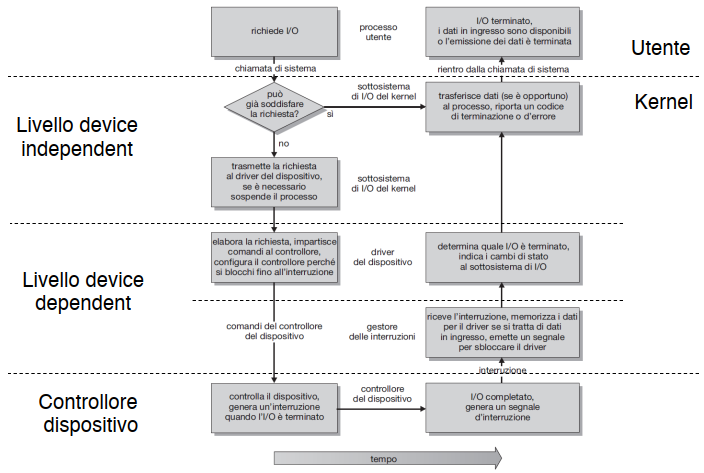 richiede I/O
processo
utente
I/O terminato,
i dati in ingresso sono disponibili
o l'emissione dei dati è terminata
Utente
chiamata di sistema
rientro dalla chiamata di sistema
Kernel
Livello device
independent
può
già soddisfare
la richiesta?
sì
no
sottosistema
di I/O del kernel
trasferisce dati (se è opportuno)
al processo, riporta un codice
di terminazione o d'errore
trasmette la richiesta
al driver del dispositivo,
se è necessario
sospende il processo
sottosistema
di I/O del kernel
Livello device
dependent
elabora la richiesta, impartisce
comandi al controllore,
configura il controllore perché
si blocchi fino all'interruzione
driver
del dispositivo
determina quale I/O è terminato,
indica i cambi di stato
al sottosistema di I/O
comandi del controllore
del dispositivo
gestore
delle interruzioni
riceve l'interruzione, memorizza i dati
per il driver se si tratta di dati
in ingresso, emette un segnale
per sbloccare il driver
interruzione
Controllore
dispositivo
controlla il dispositivo,
genera un'interruzione
quando l'I/O è terminato
controllore
del dispositivo
I/O completato,
genera un segnale
d'interruzione
tempo